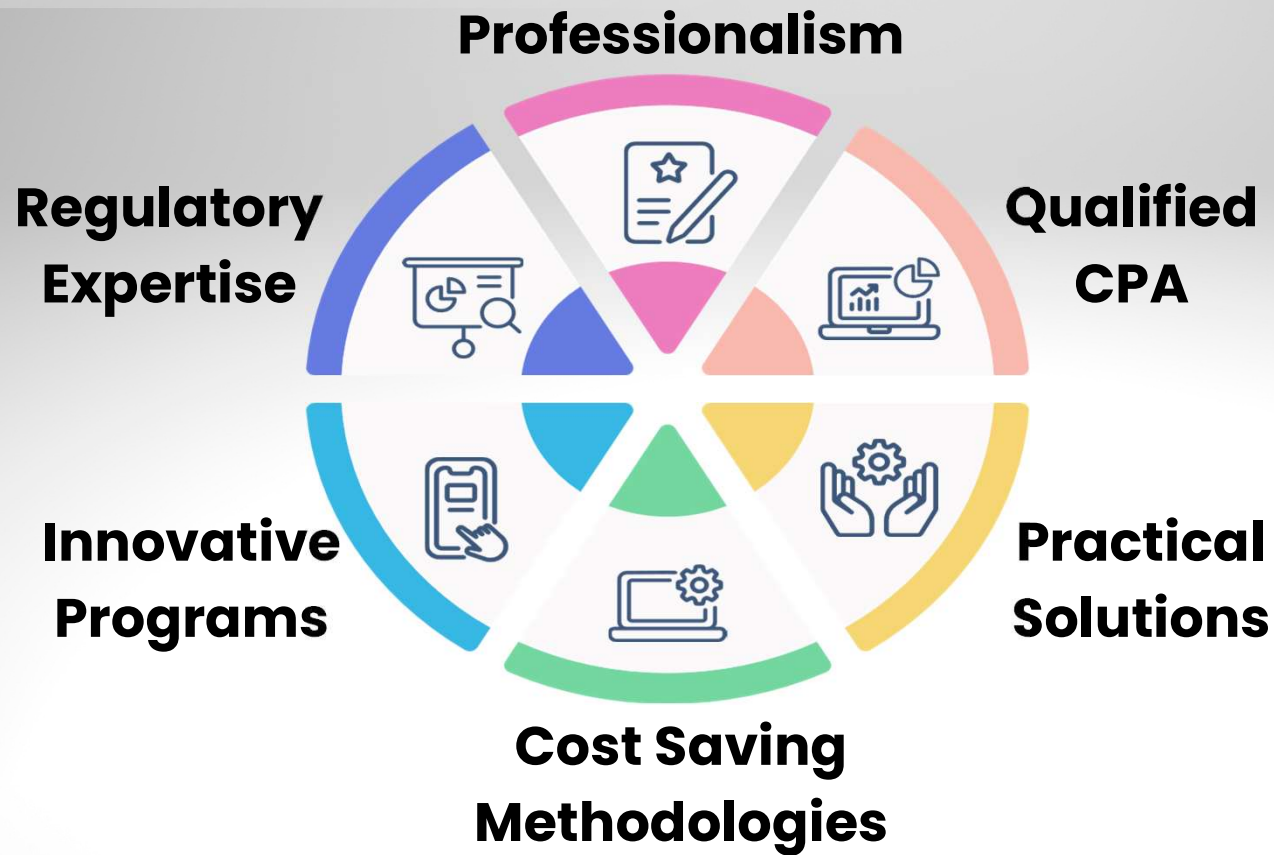 Professionalism
Regulatory
Expertise
Qualified
CPA
Innovative
Programs
Practical
Solutions
Cost Saving
Methodologies